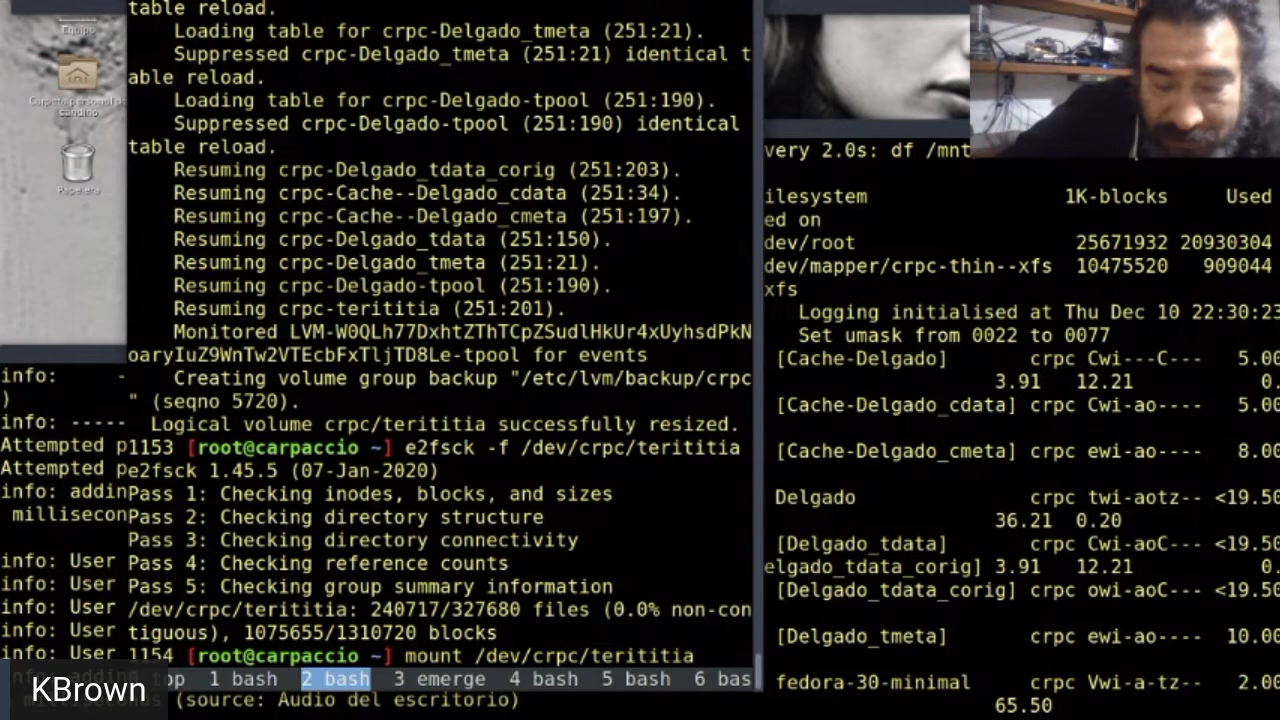 Equipo
Carpeta personal de
sandino
Papelera
table reload.
Loading table for crpc-Delgado_tmeta (251:21).
Suppressed crpc-Delgado_tmeta (251:21) identical t
able reload.
Loading table for crpc-Delgado-tpool (251:190).
Suppressed crpc-Delgado-tpool (251:190) identical
table reload.
Resuming crpc-Delgado_tdata_corig (251:203).
Resuming crpc-Cache--Delgado_cdata (251:34).
Resuming crpc-Cache--Delgado_cmeta (251:197).
Resuming crpc-Delgado_tdata (251:150).
Resuming crpc-Delgado_tmeta (251:21).
Resuming crpc-Delgado-tpool (251:190).
Resuming crpc-terititia (251:201).
Monitored LVM-W0QLh77DxhtZThTCpZSudlHkUr4xUyhsdPkN
oaryIuZ9WnTw2VTEcbFxTljTD8Le-tpool for events
Creating volume group backup "/etc/lvm/backup/crpc
" (seqno 5720).
Logical volume crpc/terititia successfully resized.
1153 [root@carpaccio ~] e2fsck -f /dev/crpc/terititia
e2fsck 1.45.5 (07-Jan-2020)
Pass 1: Checking inodes, blocks, and sizes
Pass 2: Checking directory structure
Pass 3: Checking directory connectivity
Pass 4: Checking reference counts
Pass 5: Checking group summary information
/dev/crpc/terititia: 240717/327680 files (0.0% non-con
tiguous), 1075655/1310720 blocks
1154 [root@carpaccio ~] mount /dev/crpc/terititia
op 1 bash 2 bash 3 emerge 4 bash 5 bash 6 bas
info: -
)
info: -----
Attempted p
Attempted p
info: addin
millisecon
info: User
info: User
info: User
info: User
info: User
(source: Audio del escritorio)
KBrown
very 2.0s: df /mnt
ilesystem 1K-blocks Used
ed on
dev/root 25671932 20930304
dev/mapper/crpc-thin--xfs 10475520 909044
xfs
Logging initialised at Thu Dec 10 22:30:23
Set umask from 0022 to 0077
[Cache-Delgado] crpc Cwi---C--- 5.00
3.91 12.21 0.
[Cache-Delgado_cdata] crpc Cwi-ao---- 5.00
[Cache-Delgado_cmeta] crpc ewi-ao---- 8.00
Delgado crpc twi-aotz-- <19.50
36.21 0.20
[Delgado_tdata] crpc Cwi-aoC--- <19.50
elgado_tdata_corig] 3.91 12.21 0.
[Delgado_tdata_corig] crpc owi-aoC--- <19.50
[Delgado_tmeta] crpc ewi-ao---- 10.00
fedora-30-minimal crpc Vwi-a-tz-- 2.00
65.50